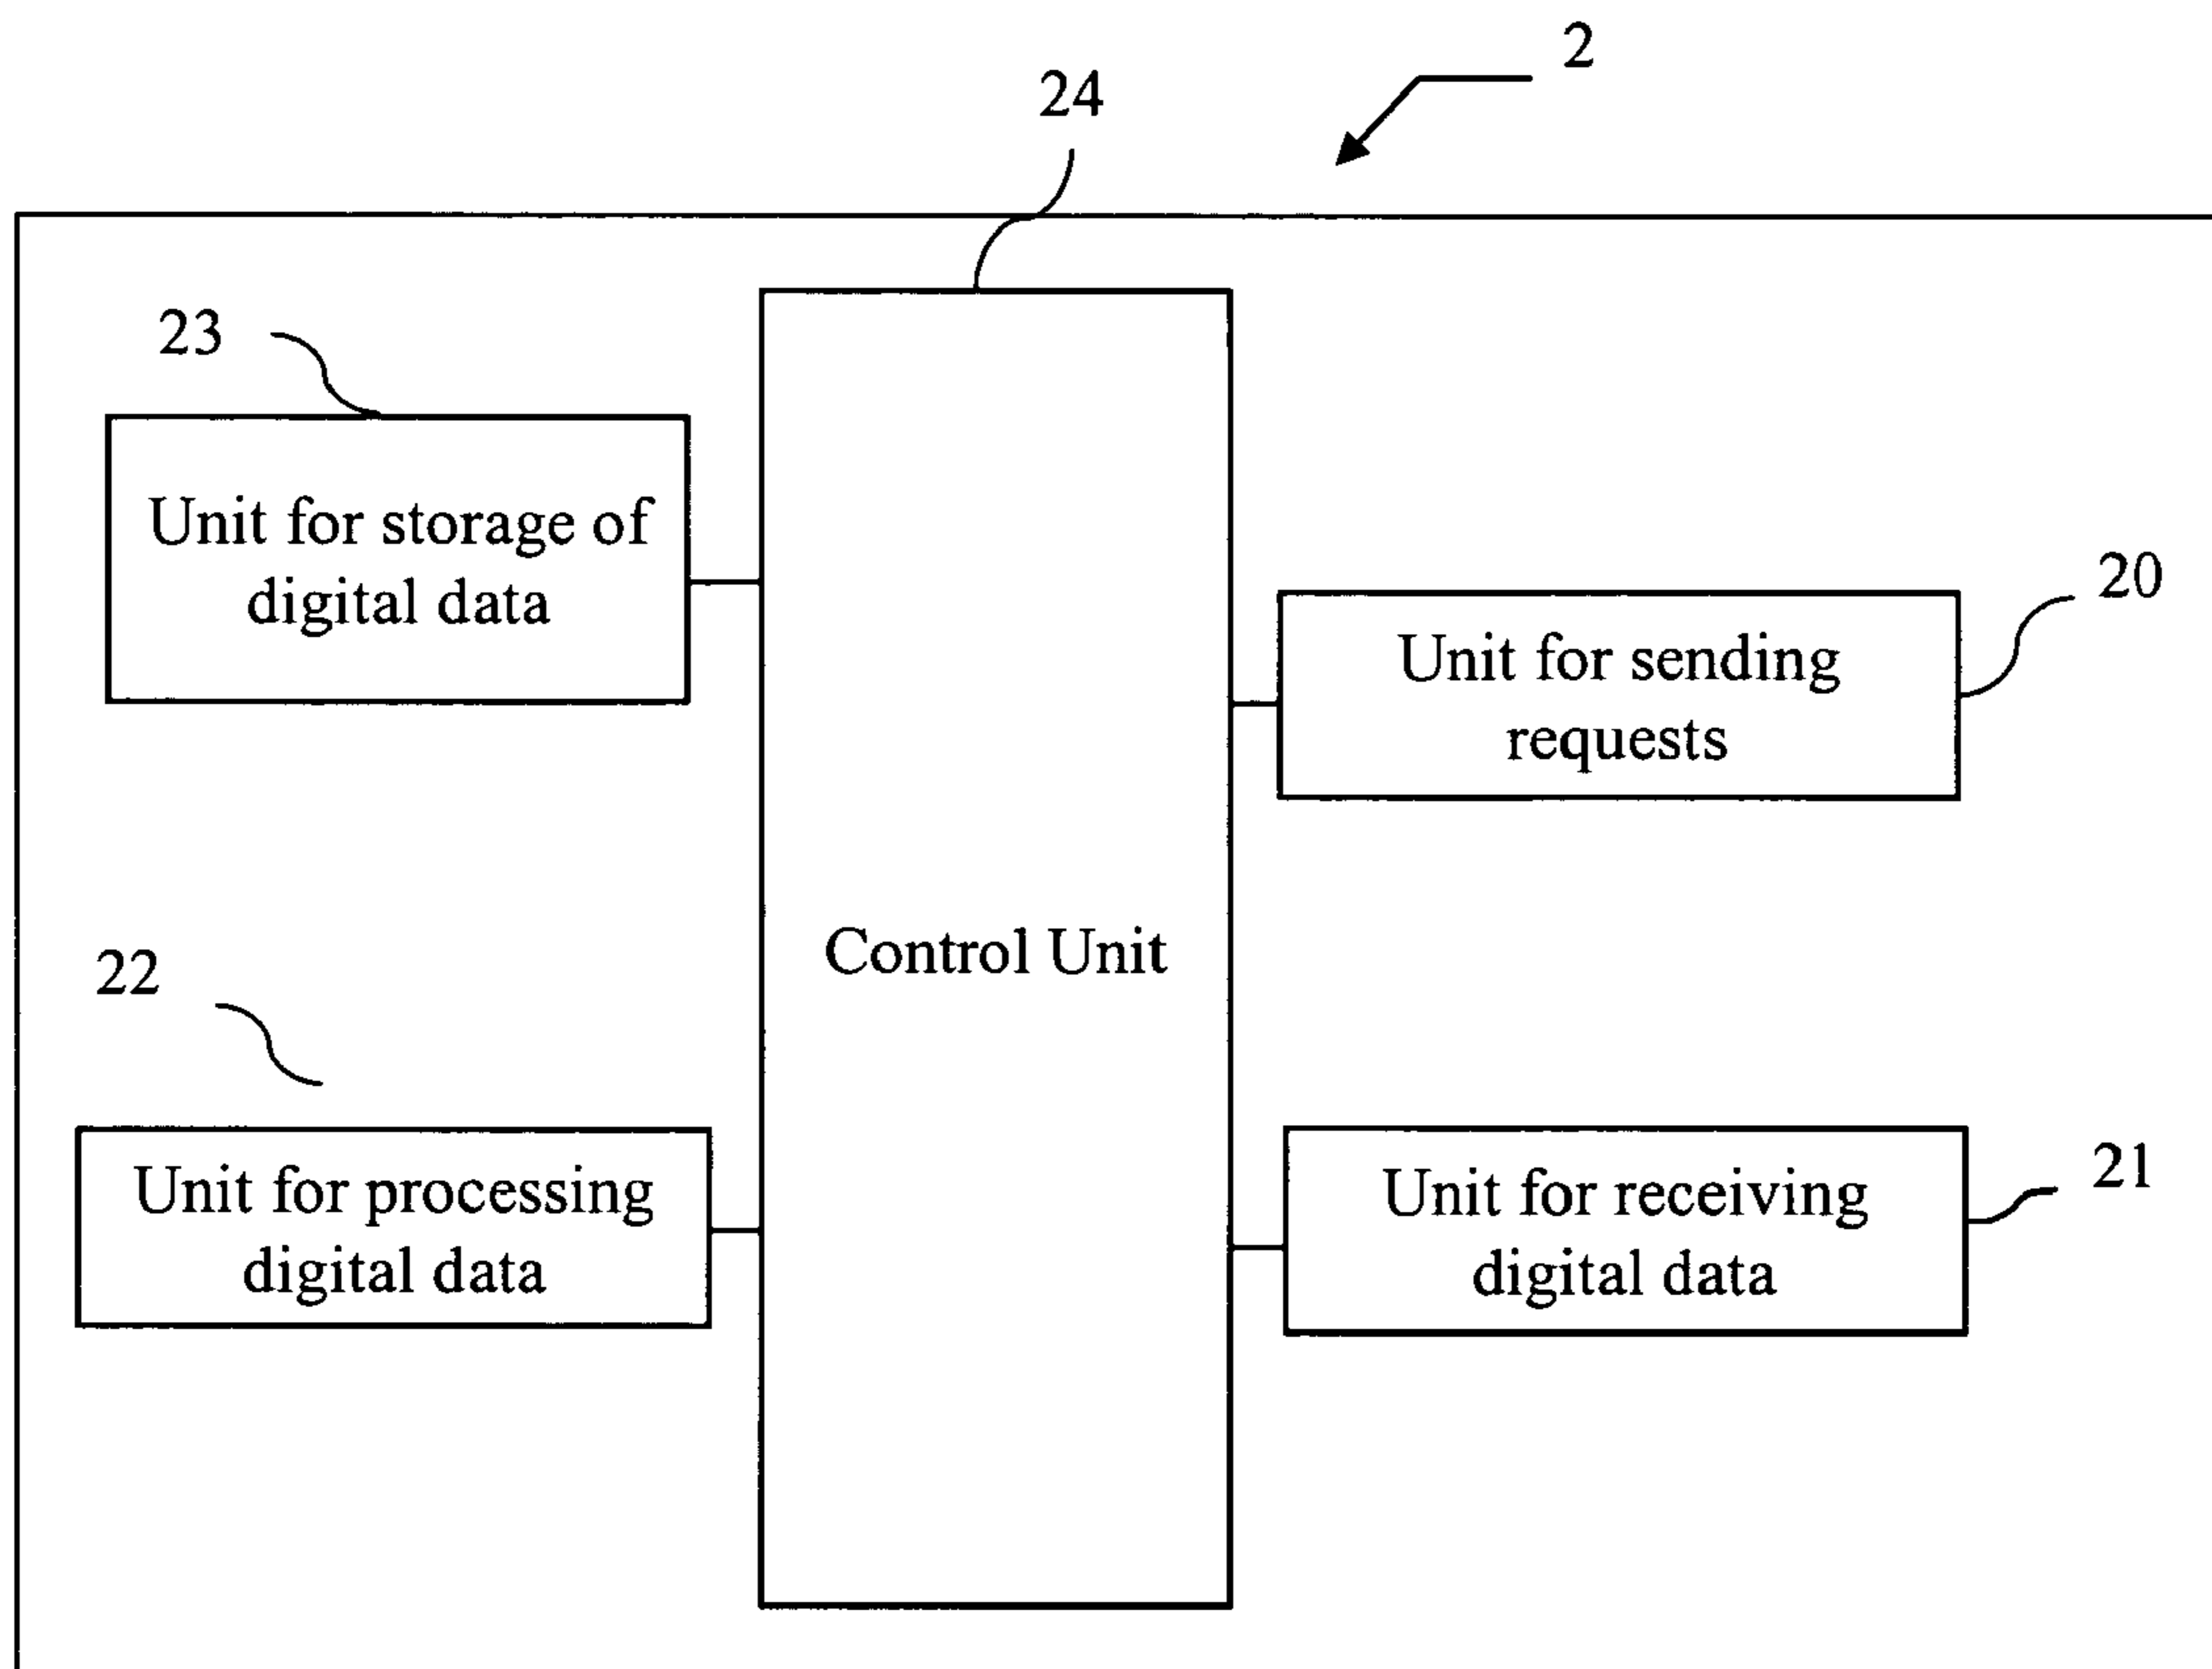 2
24
23
Unit for storage of
digital data
20
Unit for sending
requests
Control Unit
22
Unit for processing
digital data
21
Unit for receiving
digital data